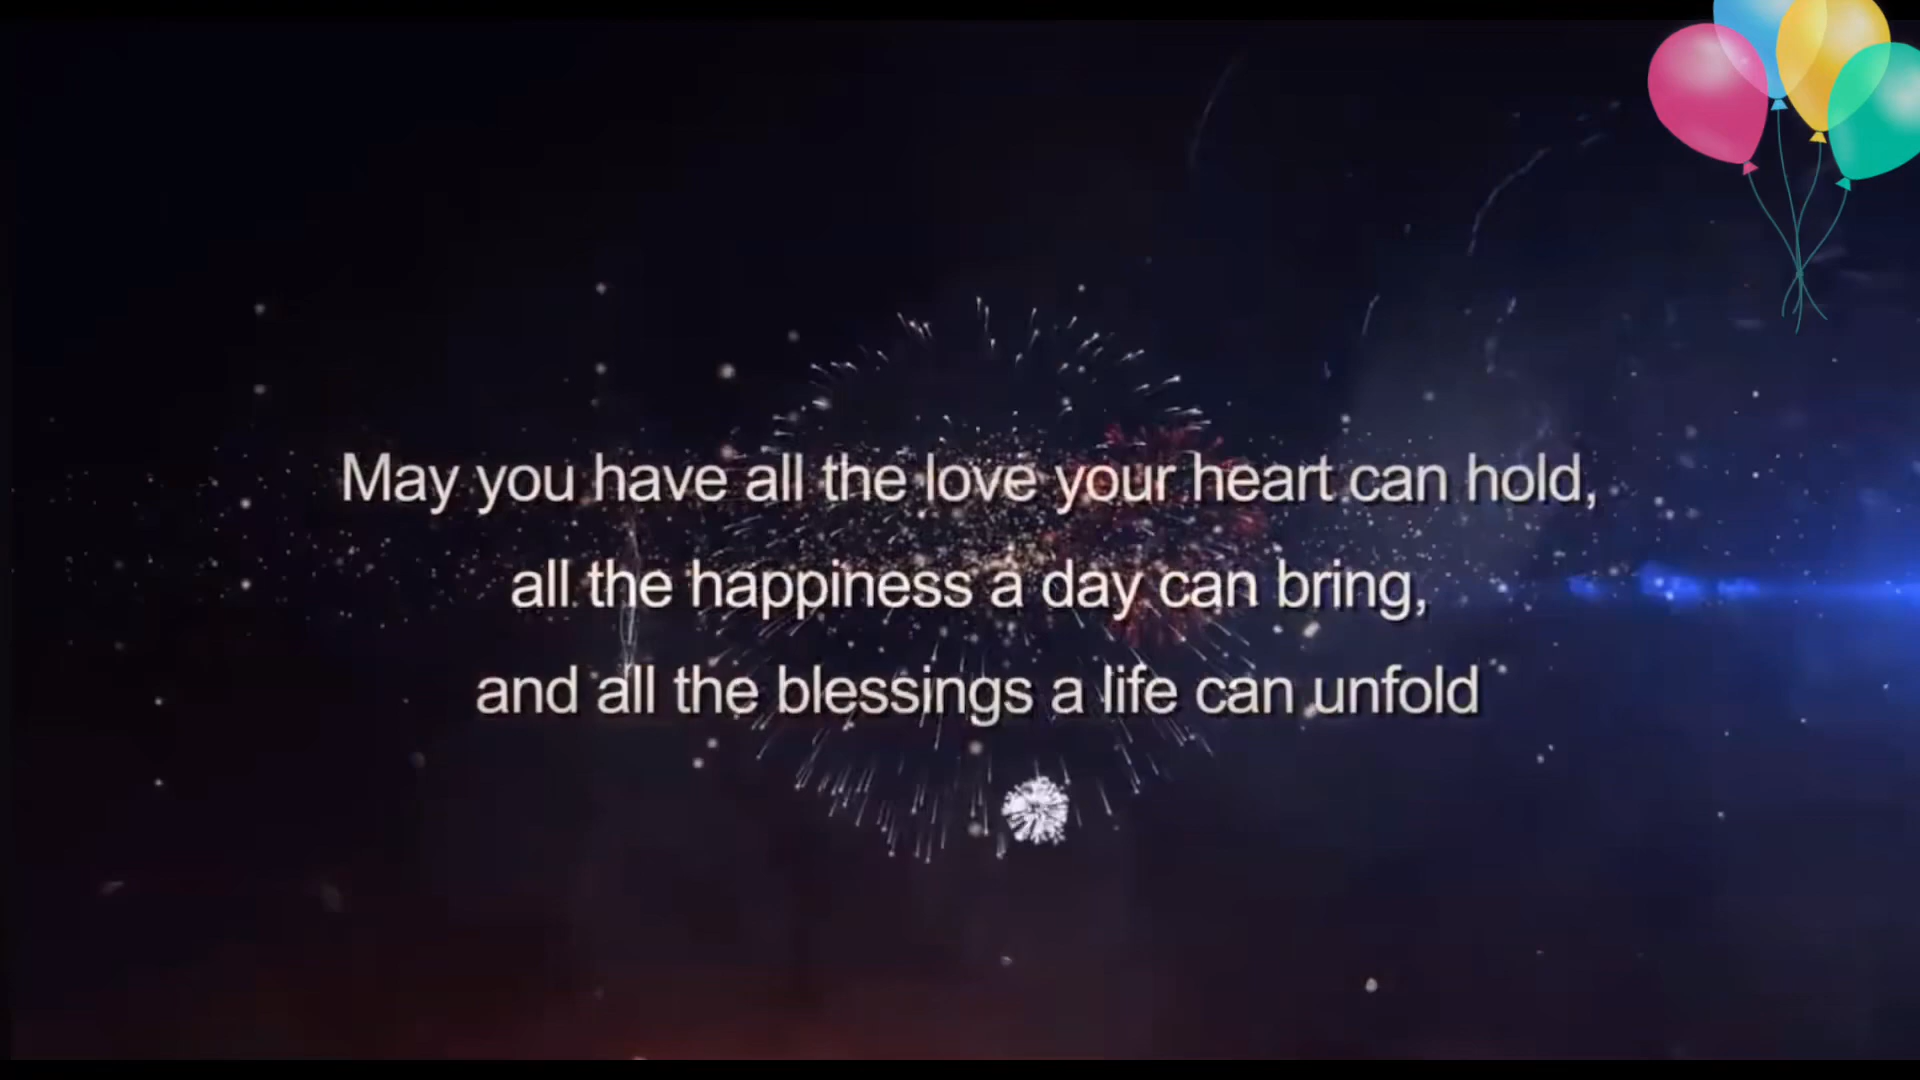 May you have all the love your heart can hold,
all the happiness a day can bring,
and all the blessings a life can unfold